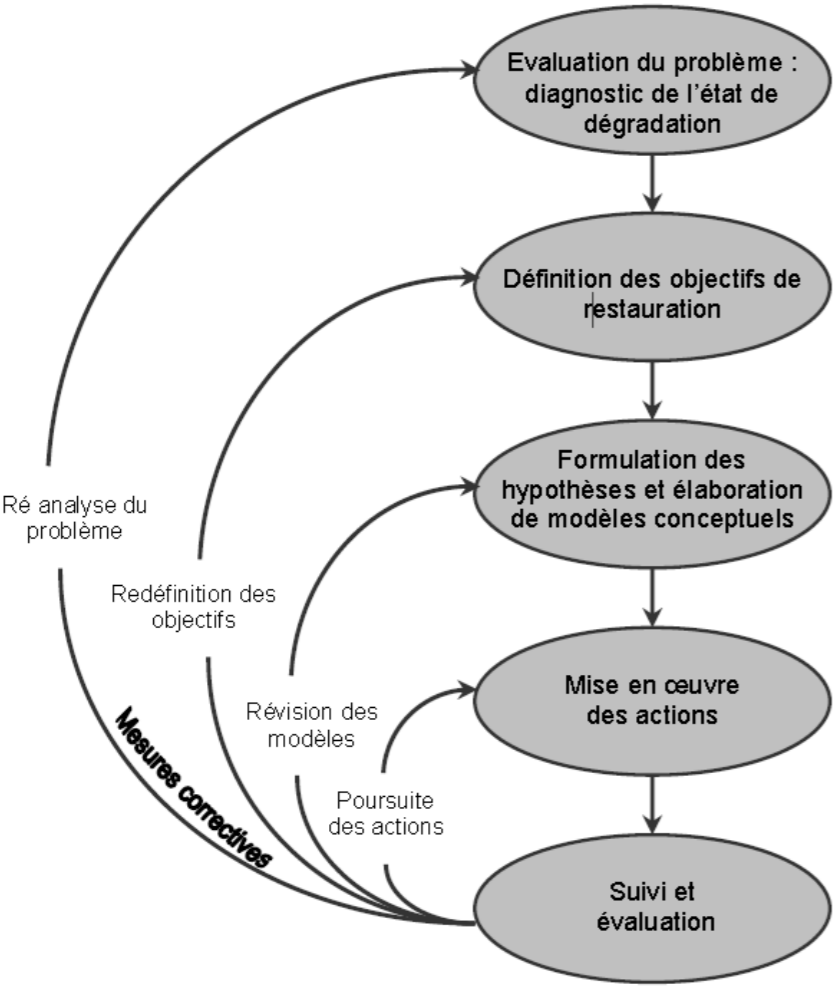 Evaluation du problème :
diagnostic de l'état de
dégradation
Définition des objectifs de
restauration
Formulation des
hypothèses et élaboration
de modèles conceptuels
Mise en œuvre
des actions
Suivi et
évaluation
Ré analyse du
problème
Redéfinition des
objectifs
Révision des
modèles
Poursuite
des actions
Mesures correctives